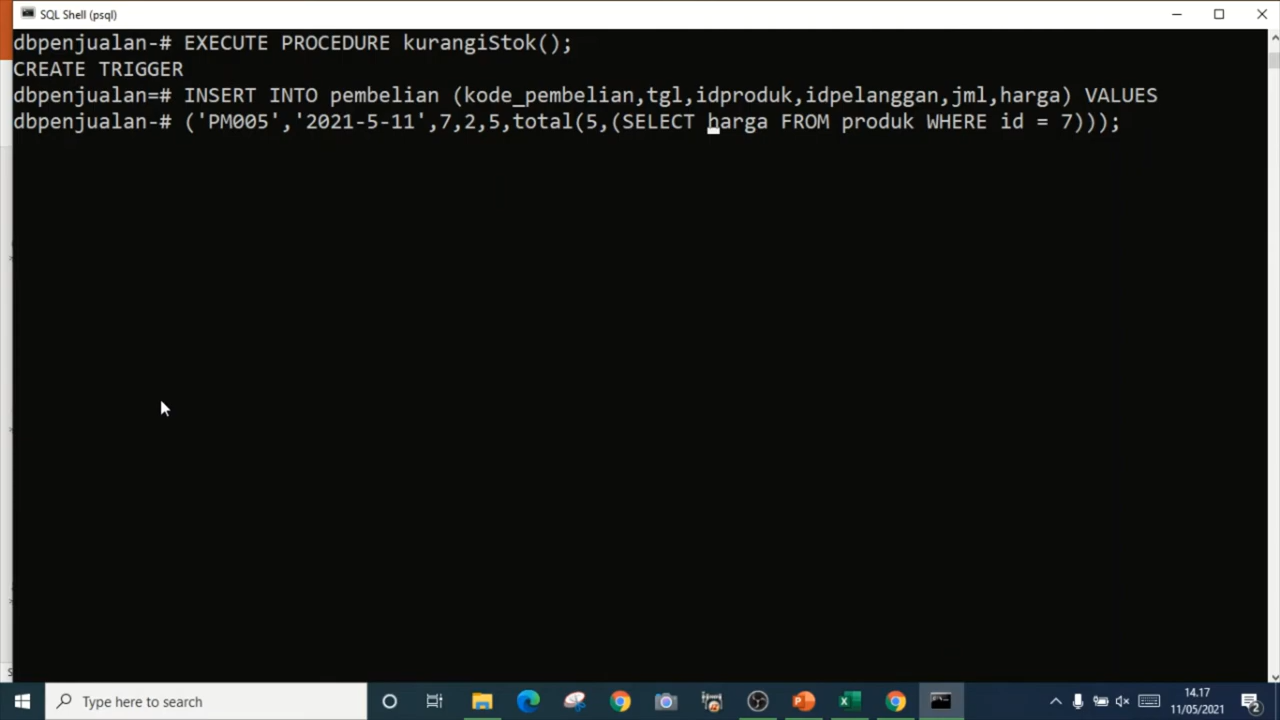 SQL Shell (psql)
dbpenjualan-# EXECUTE PROCEDURE kurangiStok();
CREATE TRIGGER
dbpenjualan=# INSERT INTO pembelian (kode_pembelian,tgl,idproduk,idpelanggan,jml,harga) VALUES
dbpenjualan-# ('PM005','2021-5-11',7,2,5,total(5,(SELECT harga FROM produk WHERE id = 7)));
Type here to search
14.17
11/05/2021
2